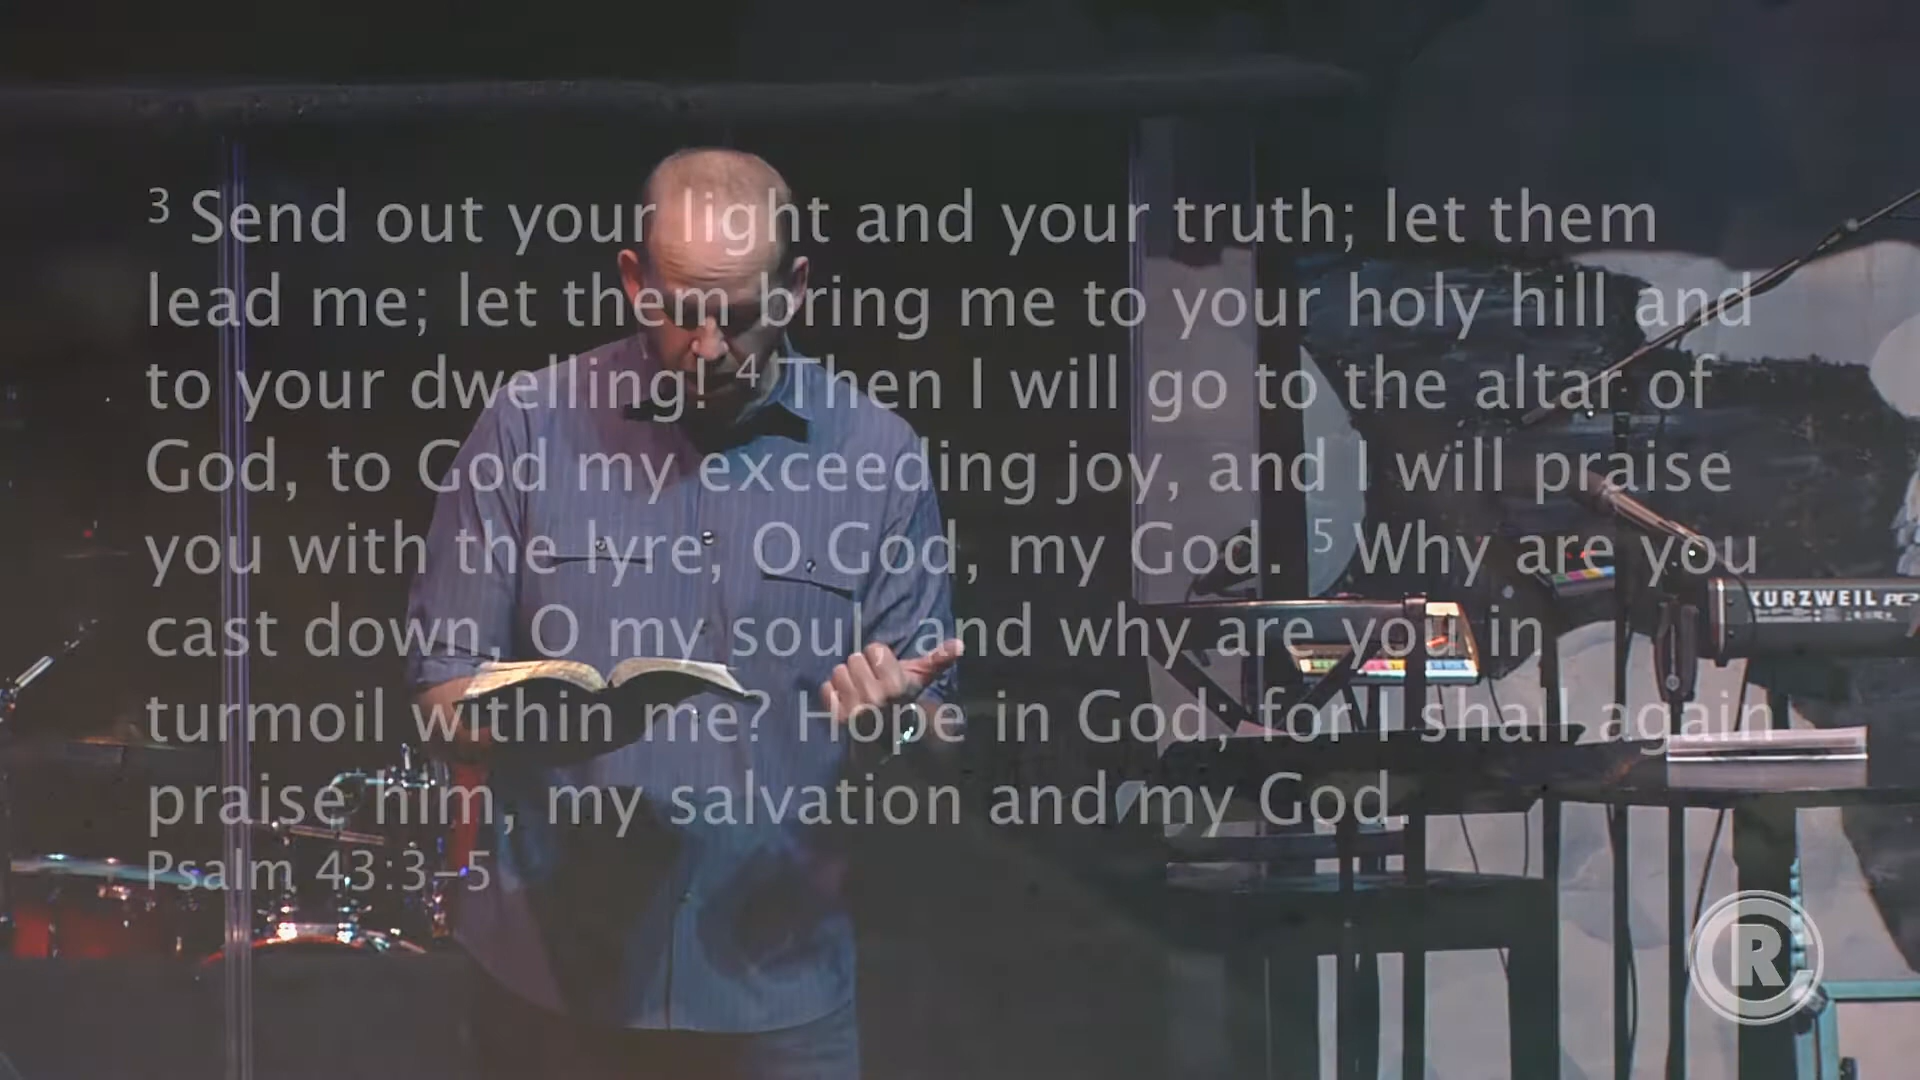 3 Send out your light and your truth; let them
lead me; let them bring me to your holy hill and
to your dwelling! 4 Then I will go to the altar of
God, to God my exceeding joy, and I will praise
you with the lyre, O God, my God. 5 Why are you
cast down, O my soul, and why are you in
turmoil within me? Hope in God; for I shall again
praise him, my salvation and my God.
Psalm 43:3-5
KURZWEIL PC3
R